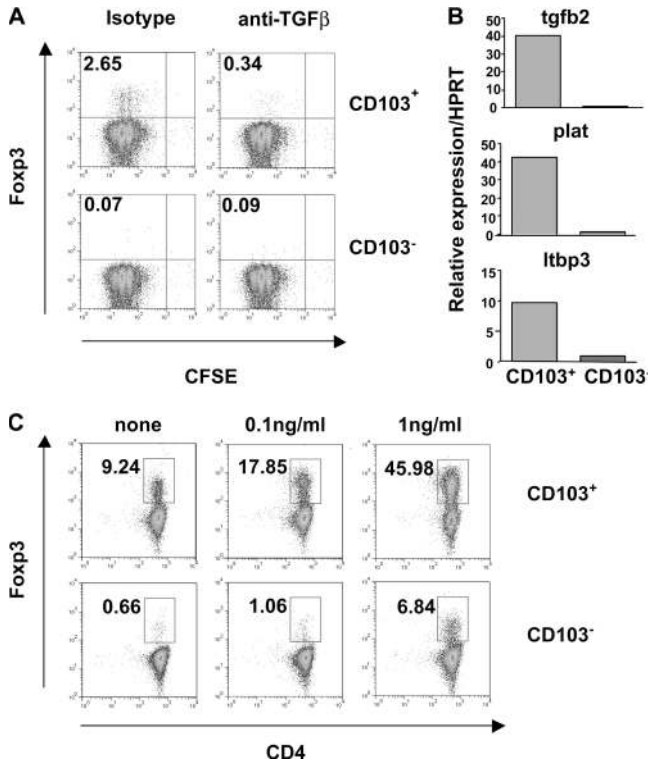 A
Isotype
anti-TGFβ
2.65
0.34
CD103+
0.07
0.09
CD103-
Foxp3
CFSE
B
tgfb2
50
40
30
20
10
0
plat
50
40
30
20
10
0
ltbp3
15
10
5
0
Relative expression/HPRT
CD103+ CD103-
C
none
0.1ng/ml
1ng/ml
9.24
17.85
45.98
CD103+
0.66
1.06
6.84
CD103-
Foxp3
CD4